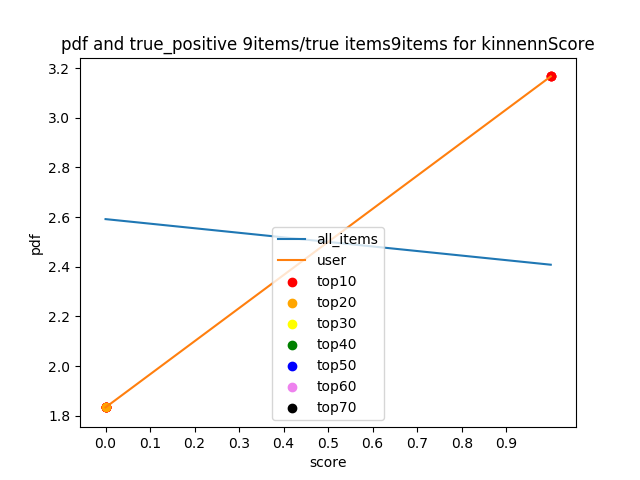 pdf and true_positive 9items/true items9items for kinnennScore
3.2
3.0
2.8
2.6
2.4
2.2
2.0
1.8
pdf
all_items
user
top10
top20
top30
top40
top50
top60
top70
0.0 0.1 0.2 0.3 0.4 0.5 0.6 0.7 0.8 0.9
score